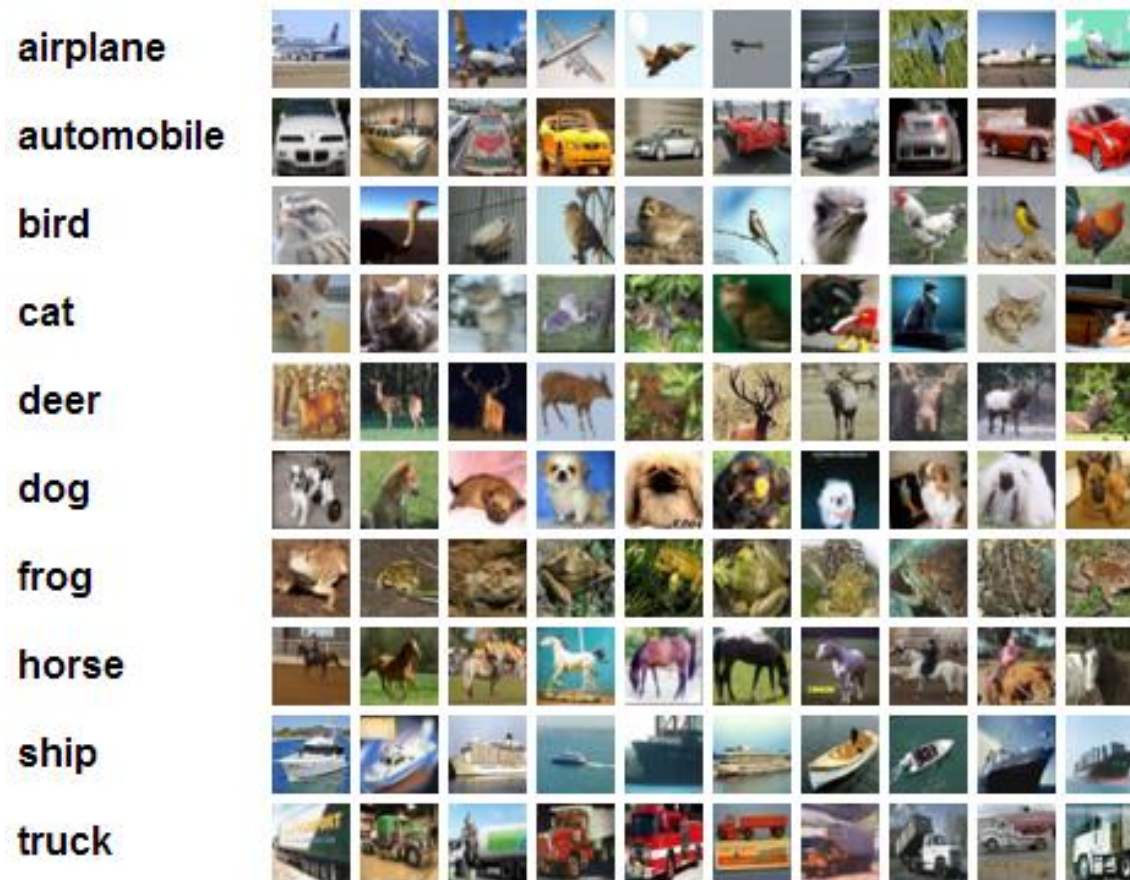 airplane
automobile
bird
cat
deer
dog
frog
horse
ship
truck